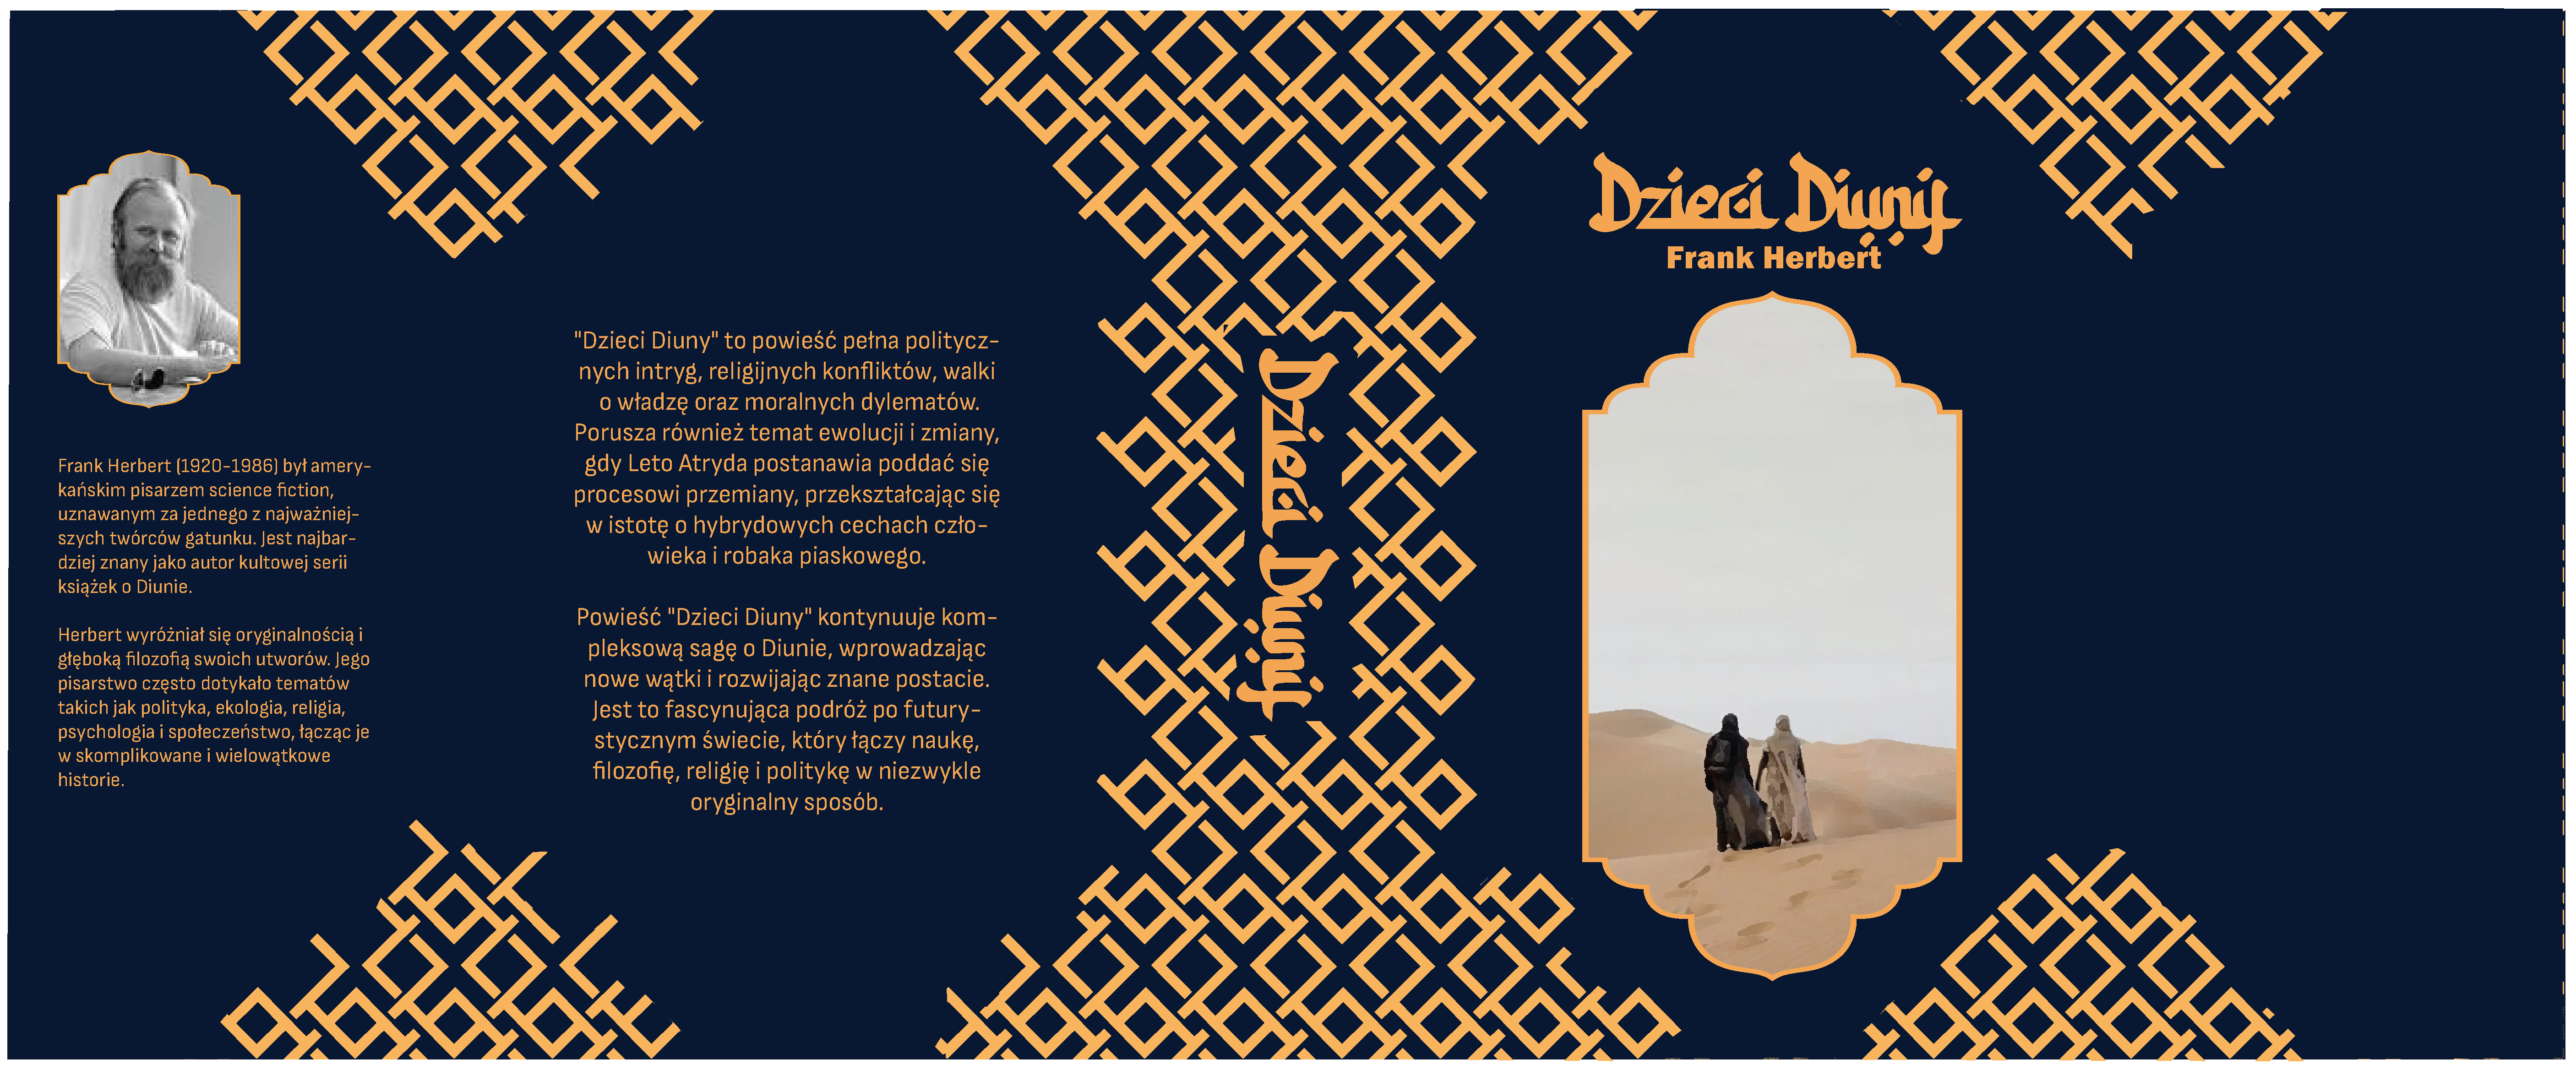 Frank Herbert (1920-1986) był amery-
kańskim pisarzem science fiction,
uznawanym za jednego z najważniej-
szych twórców gatunku. Jest najbar-
dziej znany jako autor kultowej serii
książek o Diunie.
Herbert wyróżniał się oryginalnością i
głęboką filozofią swoich utworów. Jego
pisarstwo często dotykało tematów
takich jak polityka, ekologia, religia,
psychologia i społeczeństwo, łącząc je
w skomplikowane i wielowątkowe
historie.
"Dzieci Diuny" to powieść pełna politycz-
nych intryg, religijnych konfliktów, walki
o władzę oraz moralnych dylematów.
Porusza również temat ewolucji i zmiany,
gdy Leto Atryda postanawia poddać się
procesowi przemiany, przekształcając się
w istotę o hybrydowych cechach czło-
wieka i robaka piaskowego.
Powieść "Dzieci Diuny" kontynuuje kom-
pleksową sagę o Diunie, wprowadzając
nowe wątki i rozwijając znane postacie.
Jest to fascynująca podróż po futury-
stycznym świecie, który łączy naukę,
filozofię, religię i politykę w niezwykle
oryginalny sposób.
Dzieci Diuny
Dzieci Diuny
Frank Herbert